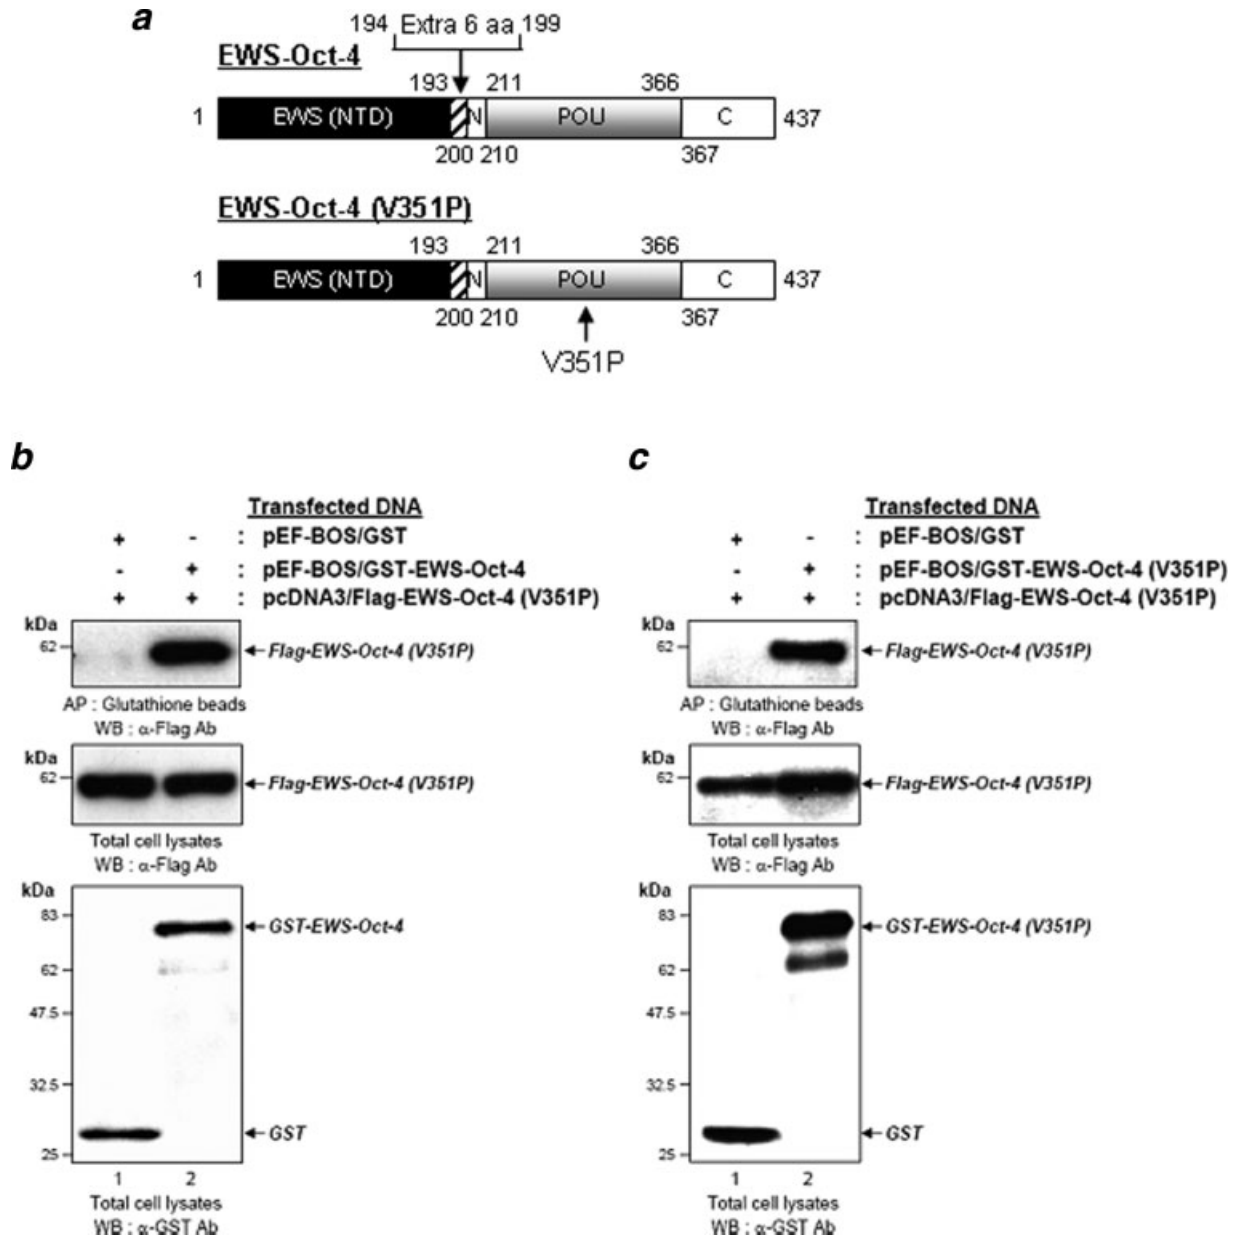 a
194 Extra 6 aa 199
EWS-Oct-4
193 211 366
1 EWS (NTD) N POU C 437
200 210 367
EWS-Oct-4 (V351P)
193 211 366
1 EWS (NTD) N POU C 437
200 210 367
V351P
b
Transfected DNA
+ - : pEF-BOS/GST
- + : pEF-BOS/GST-EWS-Oct-4
+ + : pcDNA3/Flag-EWS-Oct-4 (V351P)
kDa
62 Flag-EWS-Oct-4 (V351P)
AP : Glutathione beads
WB : α-Flag Ab
kDa
62 Flag-EWS-Oct-4 (V351P)
Total cell lysates
WB : α-Flag Ab
kDa
83 GST-EWS-Oct-4
62
47.5
32.5
GST
25
1 2
Total cell lysates
WB : α-GST Ab
c
Transfected DNA
+ - : pEF-BOS/GST
- + : pEF-BOS/GST-EWS-Oct-4 (V351P)
+ + : pcDNA3/Flag-EWS-Oct-4 (V351P)
kDa
62 Flag-EWS-Oct-4 (V351P)
AP : Glutathione beads
WB : α-Flag Ab
kDa
62 Flag-EWS-Oct-4 (V351P)
Total cell lysates
WB : α-Flag Ab
kDa
83 GST-EWS-Oct-4 (V351P)
62
47.5
32.5
GST
25
1 2
Total cell lysates
WB : α-GST Ab